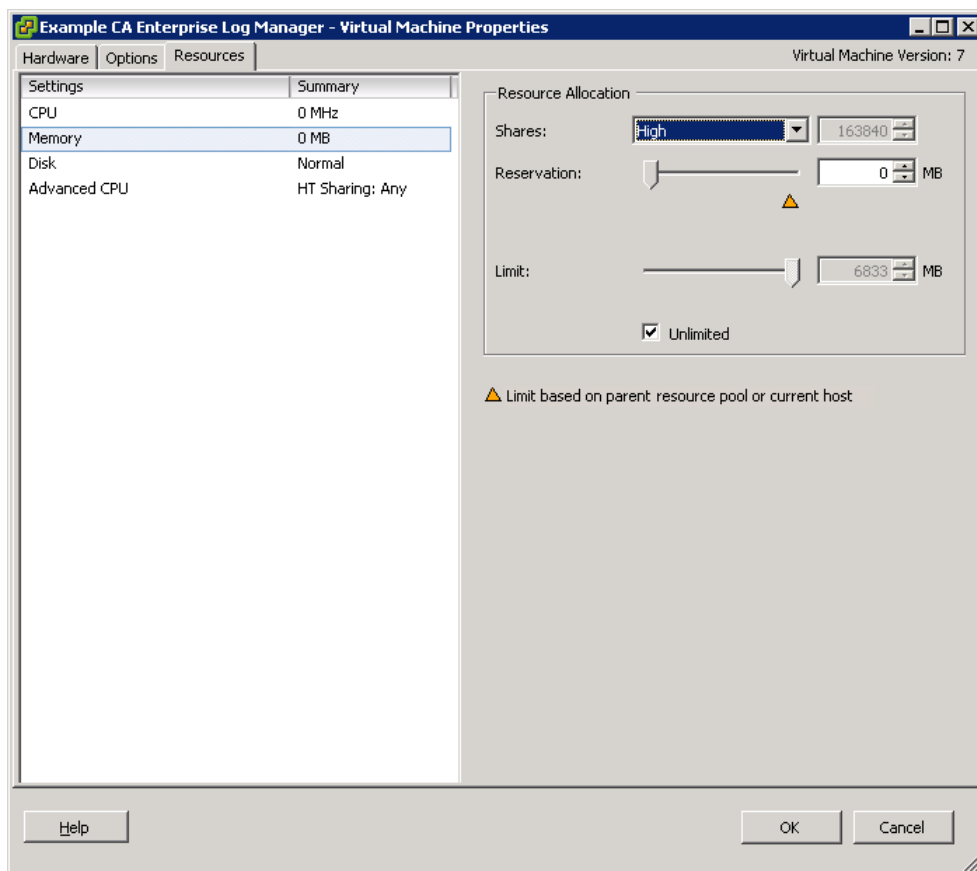 Example CA Enterprise Log Manager - Virtual Machine Properties
Hardware Options Resources Virtual Machine Version: 7
Settings Summary
CPU 0 MHz
Memory 0 MB
Disk Normal
Advanced CPU HT Sharing: Any
Resource Allocation
Shares: High 163840
Reservation: 0 MB
Limit: 6833 MB
Unlimited
Limit based on parent resource pool or current host
Help OK Cancel